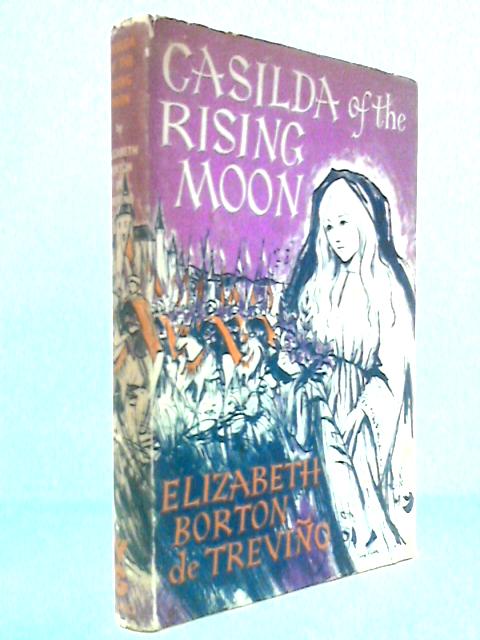 CASILDA of the
RISING
MOON
ELIZABETH
BORTON
de TREVIÑO